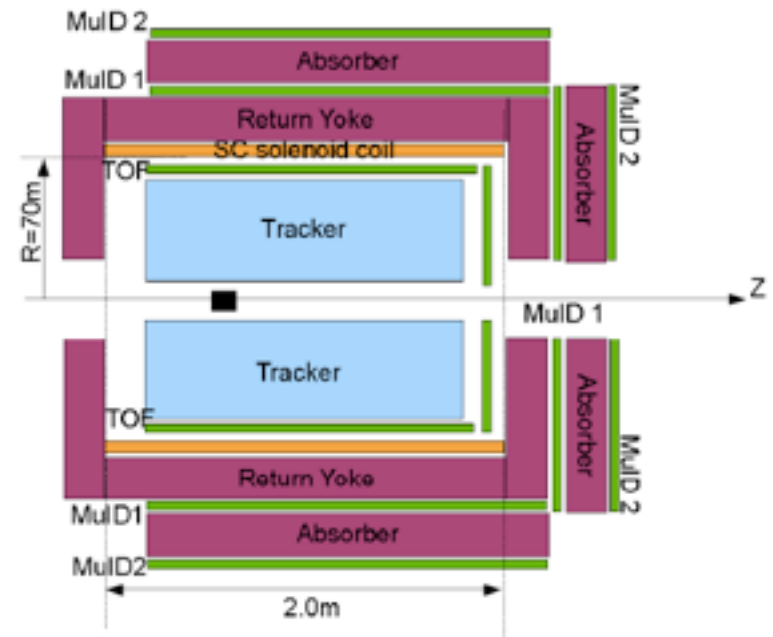 MuID 2
Absorber
MuID 1
Return Yoke
SC solenoid coil
TOF
Tracker
R=70m
MuID 2
Absorber
Z
MuID 1
Tracker
TOF
Absorber
MuID 2
Return Yoke
MuID1
Absorber
MuID2
2.0m